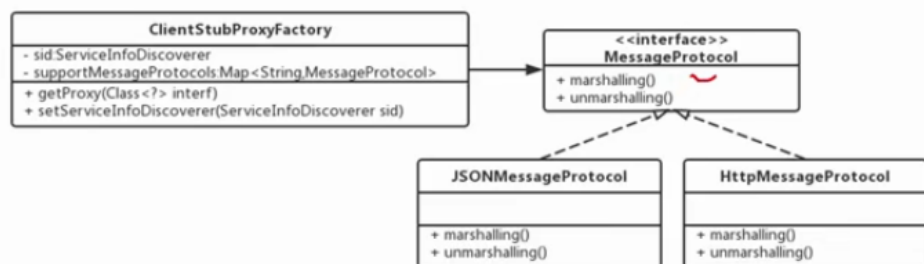 ClientStubProxyFactory
- sid:ServiceInfoDiscoverer
- supportMessageProtocols:Map<String,MessageProtocol>
+ getProxy(Class<?> interf)
+ setServiceInfoDiscoverer(ServiceInfoDiscoverer sid)
<<interface>>
MessageProtocol
+ marshalling()
+ unmarshalling()
JSONMessageProtocol
+ marshalling()
+ unmarshalling()
HttpMessageProtocol
+ marshalling()
+ unmarshalling()